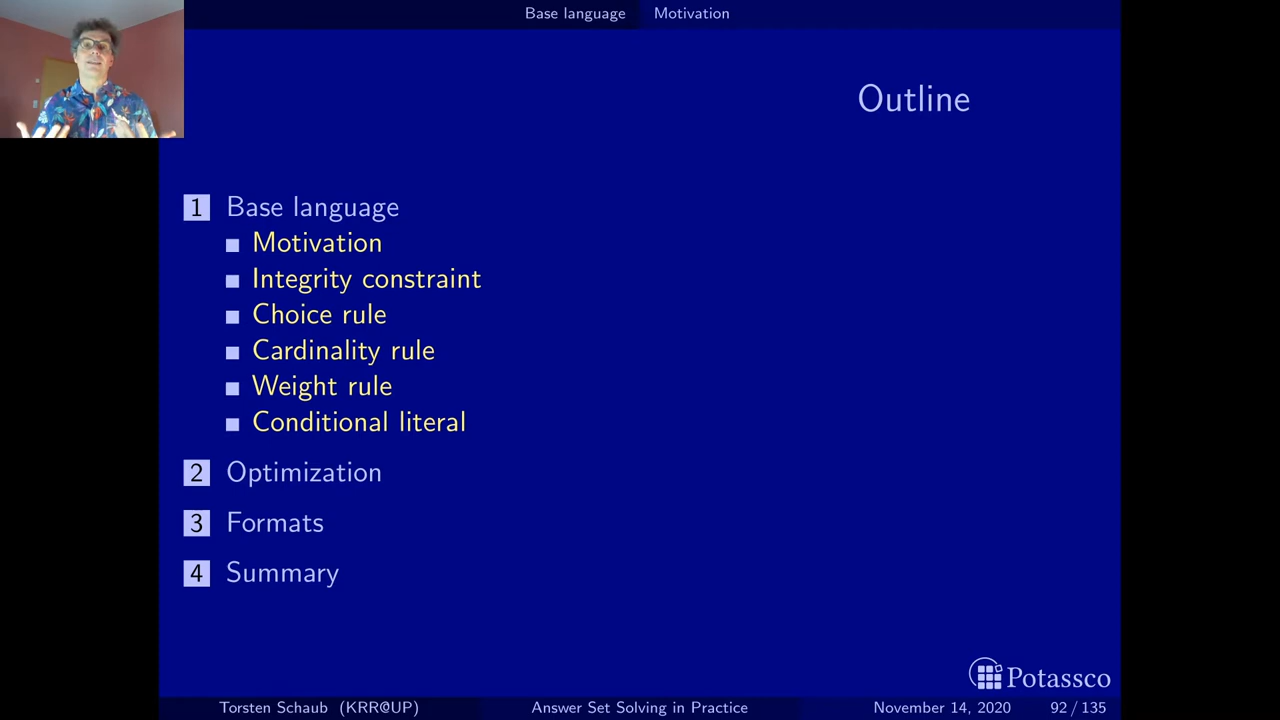 Base language Motivation
Outline
1 Base language
Motivation
Integrity constraint
Choice rule
Cardinality rule
Weight rule
Conditional literal
2 Optimization
3 Formats
4 Summary
Potassco
Torsten Schaub (KRR@UP) Answer Set Solving in Practice November 14, 2020 92 / 135